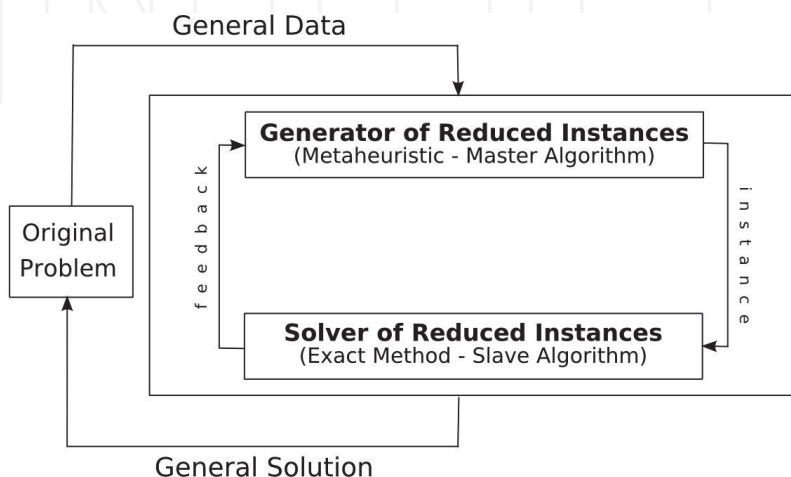 General Data
Generator of Reduced Instances
(Metaheuristic - Master Algorithm)
feedback
instance
Original
Problem
Solver of Reduced Instances
(Exact Method - Slave Algorithm)
General Solution